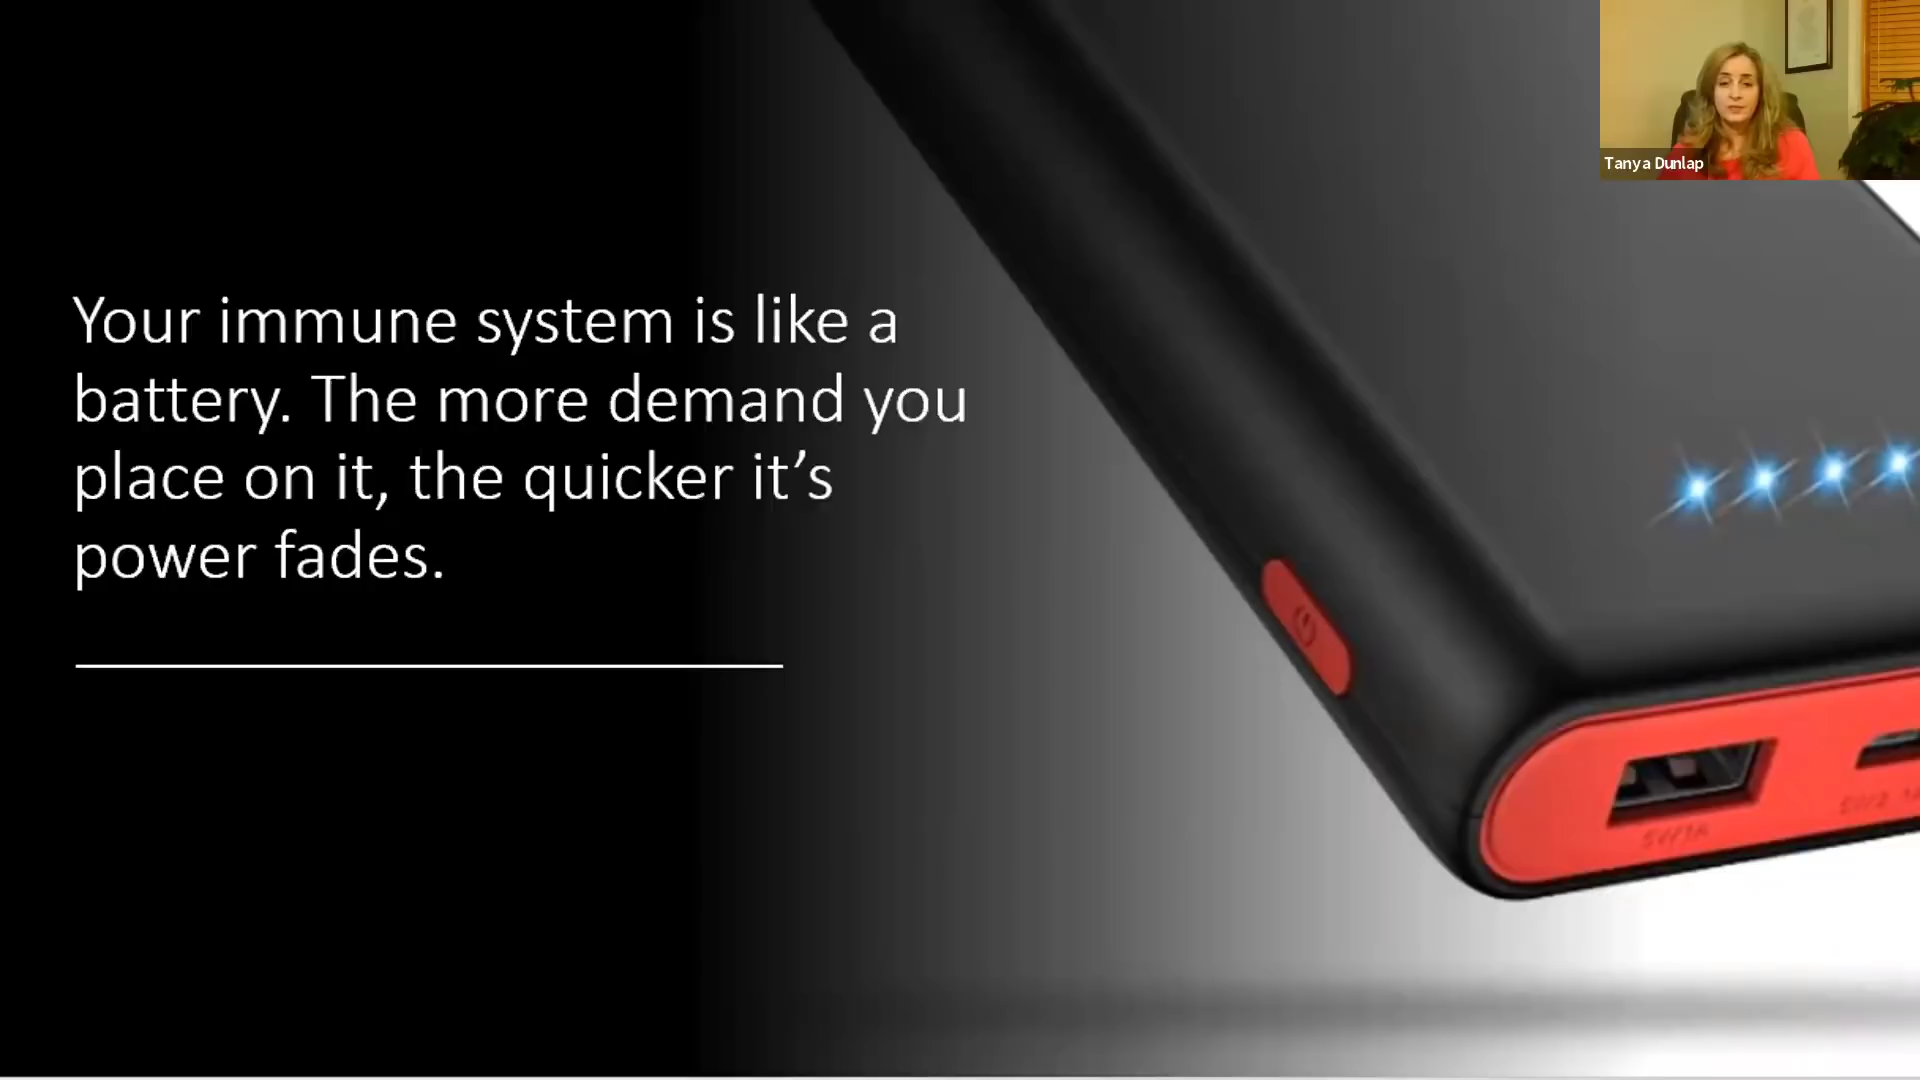 Tanya Dunlap
Your immune system is like a
battery. The more demand you
place on it, the quicker it’s
power fades.